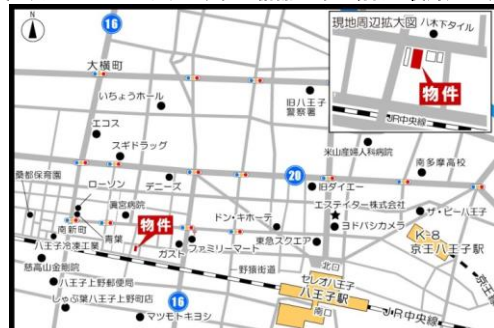 N
16
大横町
いちょうホール
旧八王子
警察署
エコス
スギドラッグ
米山産婦人科病院
南多摩高校
20
桑都保育園
ローソン
デニーズ
旧ダイエー
眞宮病院
エステイター株式会社
南新町
青葉
物件
ドン・キホーテ
ザ・ビー八王子
ヨドバシカメラ
K-8
八王子冷凍工業
ガスト
ファミリーマート
東急スクエア
京王八王子駅
慈高山金剛院
野猿街道
北口
セレオ八王子
八王子駅
八王子上野郵便局
しゃぶ葉八王子上野町店
16
マツモトキヨシ
南口
JR中央線
現地周辺拡大図
八木下タイル
物件
JR中央線